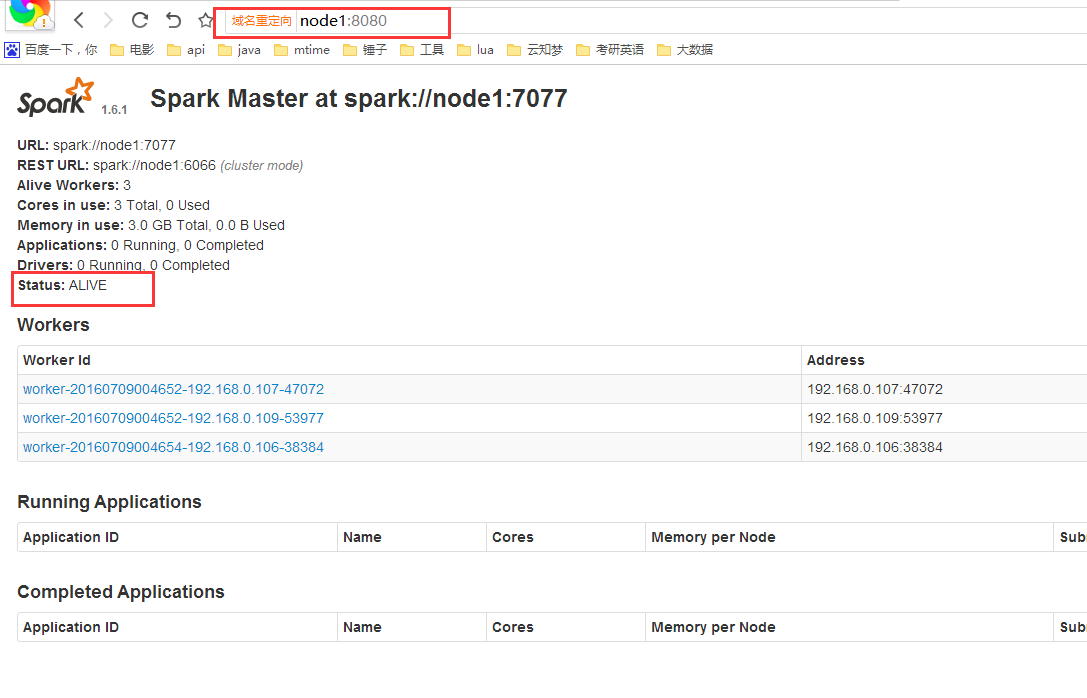 域名重定向 node1:8080
百度一下，你 电影 api java mtime 锤子 工具 lua 云知梦 考研英语 大数据
Spark 1.6.1 Spark Master at spark://node1:7077
URL: spark://node1:7077
REST URL: spark://node1:6066 (cluster mode)
Alive Workers: 3
Cores in use: 3 Total, 0 Used
Memory in use: 3.0 GB Total, 0.0 B Used
Applications: 0 Running, 0 Completed
Drivers: 0 Running, 0 Completed
Status: ALIVE
Workers
Worker Id Address
worker-20160709004652-192.168.0.107-47072 192.168.0.107:47072
worker-20160709004652-192.168.0.109-53977 192.168.0.109:53977
worker-20160709004654-192.168.0.106-38384 192.168.0.106:38384
Running Applications
Application ID Name Cores Memory per Node Sub
Completed Applications
Application ID Name Cores Memory per Node Sub